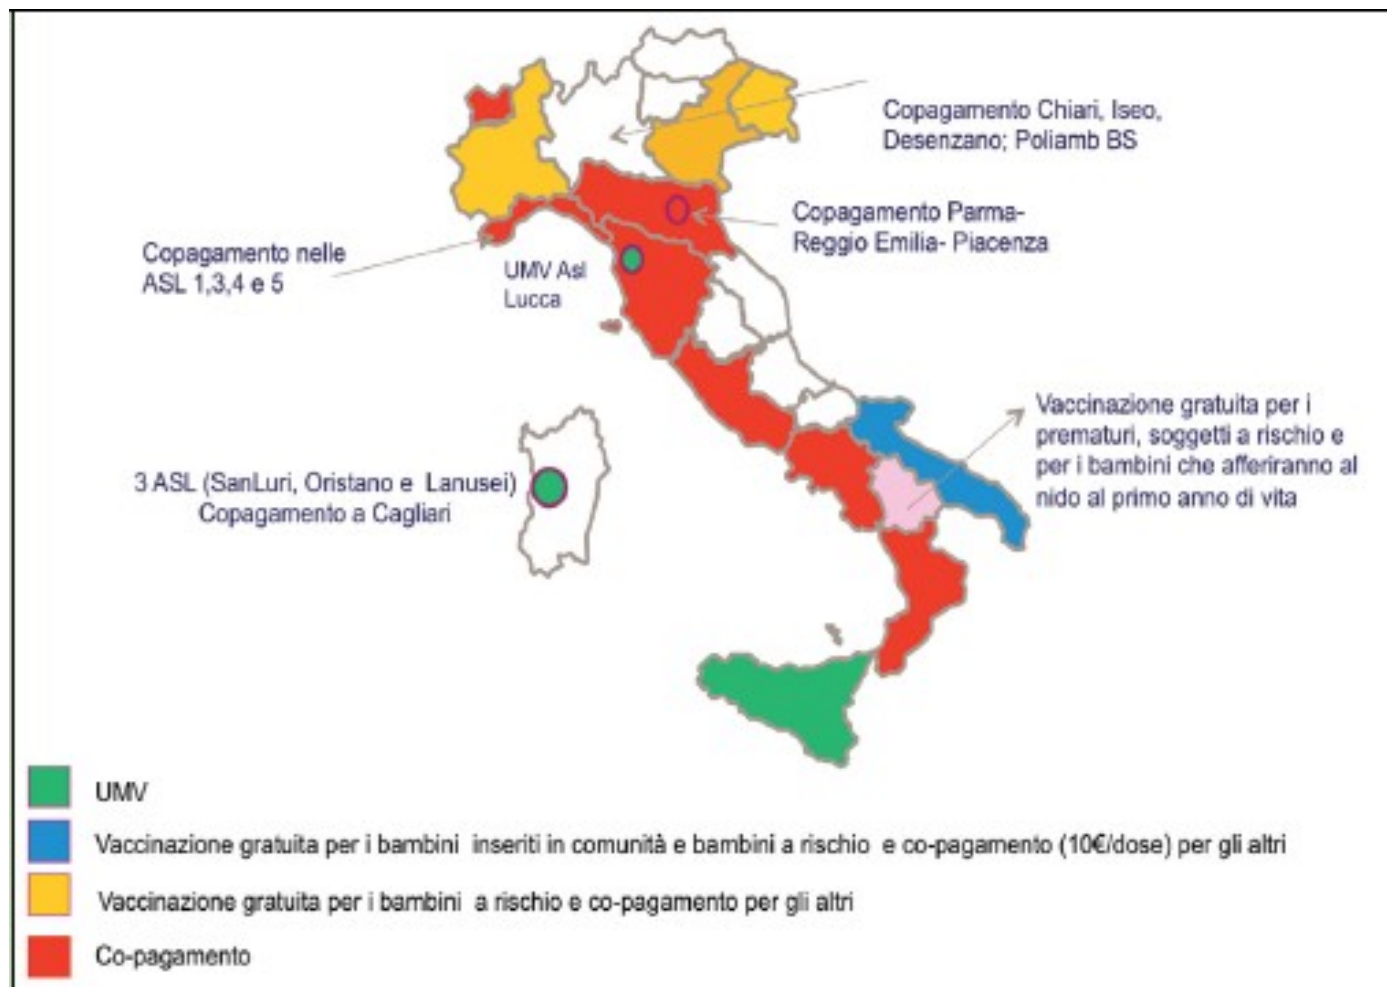 Copagamento Chiari, Iseo,
Desenzano; Poliamb BS
Copagamento Parma-
Reggio Emilia- Piacenza
Copagamento nelle
ASL 1,3,4 e 5
UMV Asl
Lucca
Vaccinazione gratuita per i
prematuri, soggetti a rischio e
per i bambini che afferiranno al
nido al primo anno di vita
3 ASL (SanLuri, Oristano e Lanusei)
Copagamento a Cagliari
UMV
Vaccinazione gratuita per i bambini inseriti in comunità e bambini a rischio e co-pagamento (10€/dose) per gli altri
Vaccinazione gratuita per i bambini a rischio e co-pagamento per gli altri
Co-pagamento